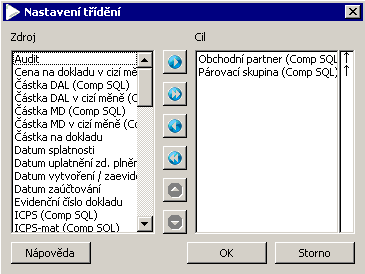 Nastavení třídění
Zdroj
Cíl
Audit
Cena na dokladu v cizí mě
Částka DAL (Comp SQL)
Částka DAL v cizí měně (C
Částka MD (Comp SQL)
Částka MD v cizí měně (Cc
Částka na dokladu
Datum splatnosti
Datum uplatnění zd. plněr
Datum vytvoření / zaevid
Datum zaúčtování
Evidenční číslo dokladu
ICPS (Comp SQL)
ICPS-mat (Comp SQL)
Obchodní partner (Comp SQL
Párovací skupina (Comp SQL)
Nápověda
OK
Storno